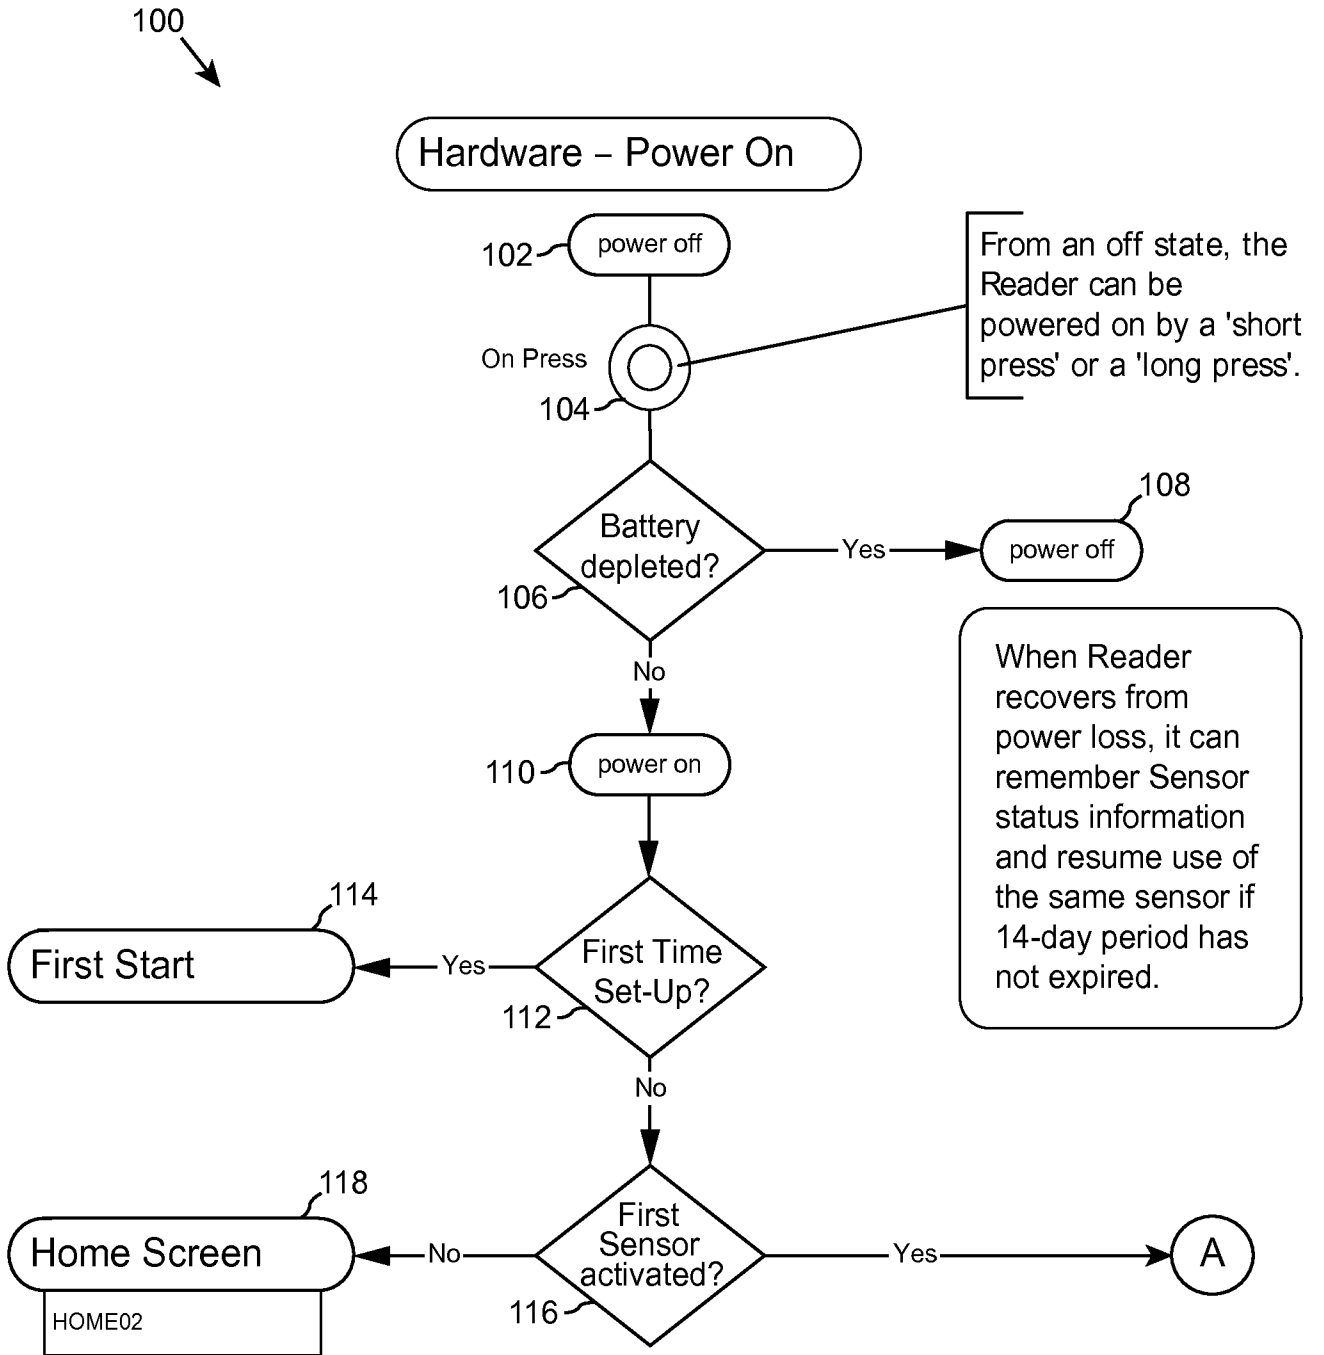 100
Hardware – Power On
102
power off
From an off state, the
Reader can be
powered on by a 'short
press' or a 'long press'.
On Press
104
108
Battery
depleted?
Yes
power off
106
No
When Reader
recovers from
power loss, it can
remember Sensor
status information
and resume use of
the same sensor if
14-day period has
not expired.
110
power on
114
First Start
Yes
First Time
Set-Up?
112
No
118
Home Screen
No
First
Sensor
activated?
Yes
A
116
HOME02